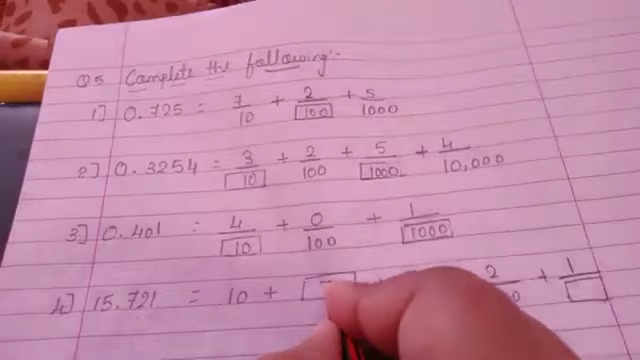 Q5 Complete the following:-
1] 0.725 = 7/10 + 2/100 + 5/1000
2] 0.3254 = 3/10 + 2/100 + 5/1000 + 4/10,000
3] 0.401 = 4/10 + 0/100 + 1/1000
4] 15.721 = 10 + 2 + 1